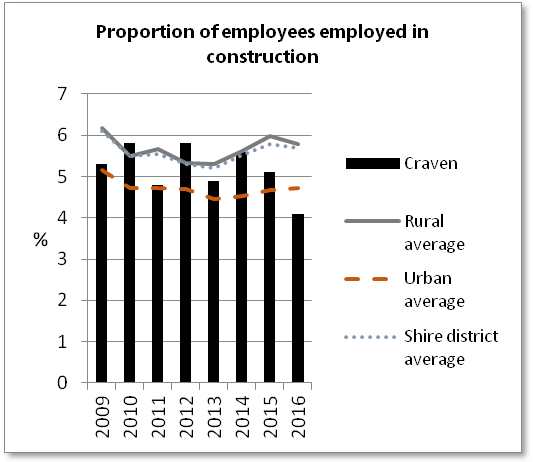 Proportion of employees employed in
construction
7
6
5
4
3
2
1
0
%
2009
2010
2011
2012
2013
2014
2015
2016
Craven
Rural
average
Urban
average
Shire district
average